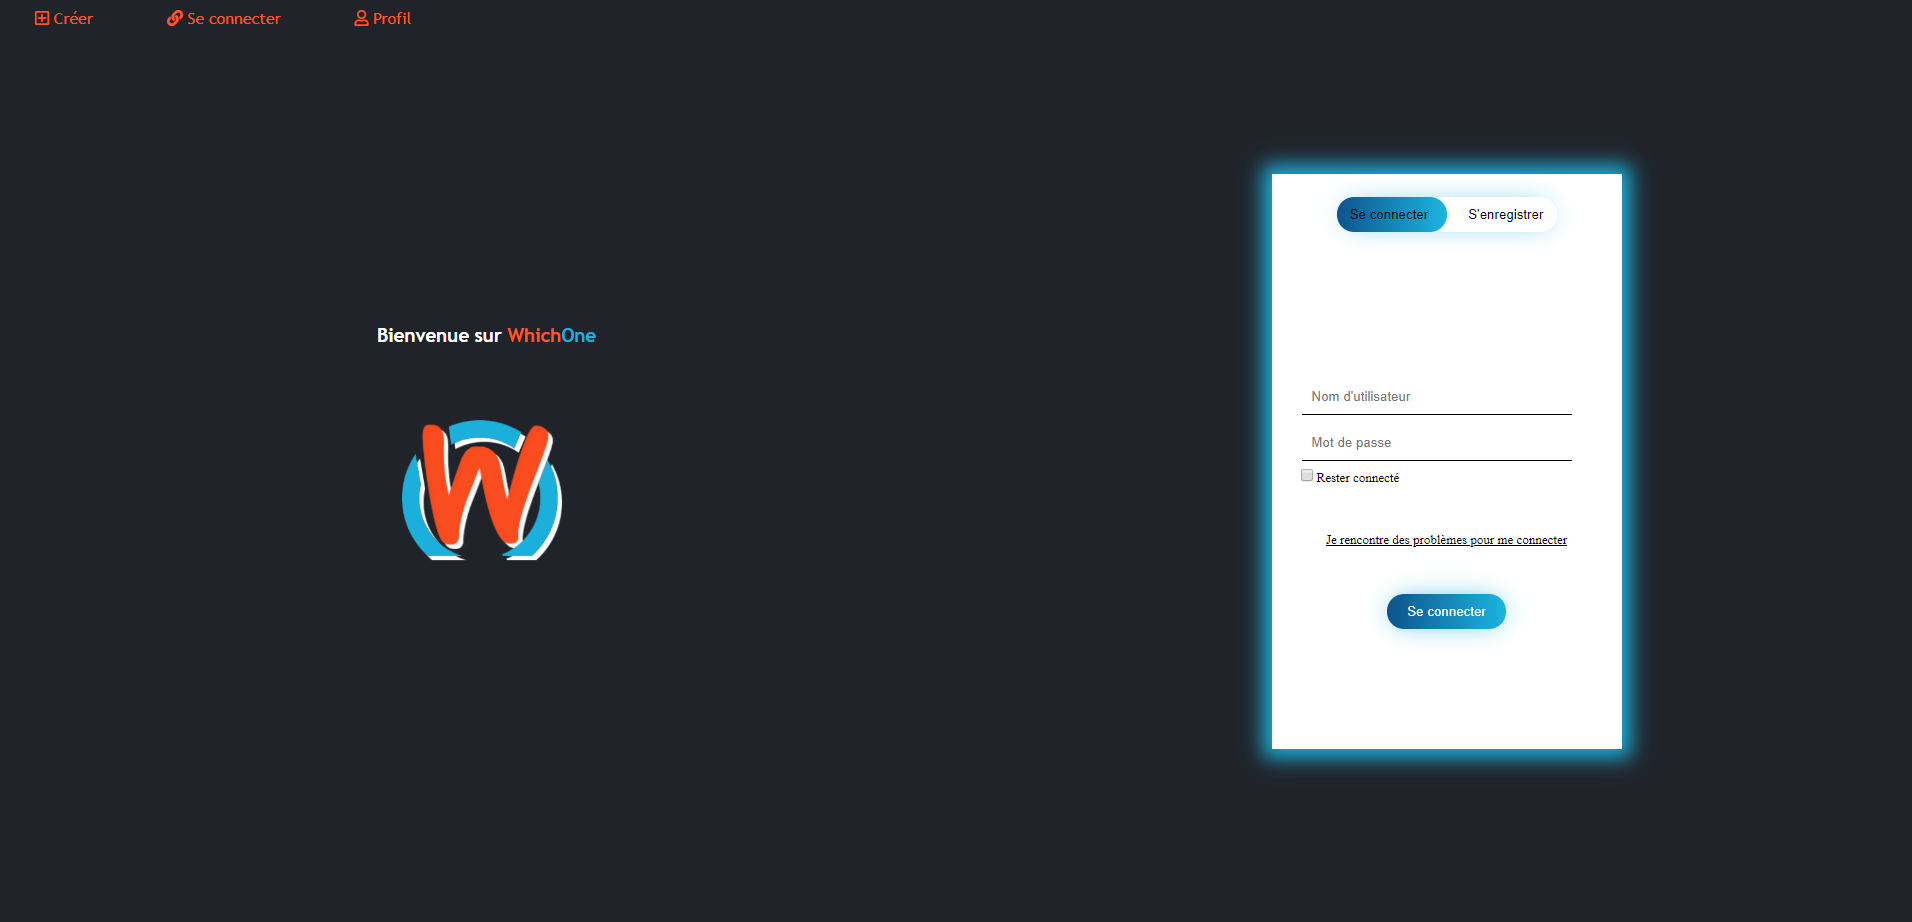 Créer Se connecter Profil
Se connecter S'enregistrer
Bienvenue sur WhichOne
W
Nom d'utilisateur
Mot de passe
Rester connecté
Je rencontre des problèmes pour me connecter
Se connecter